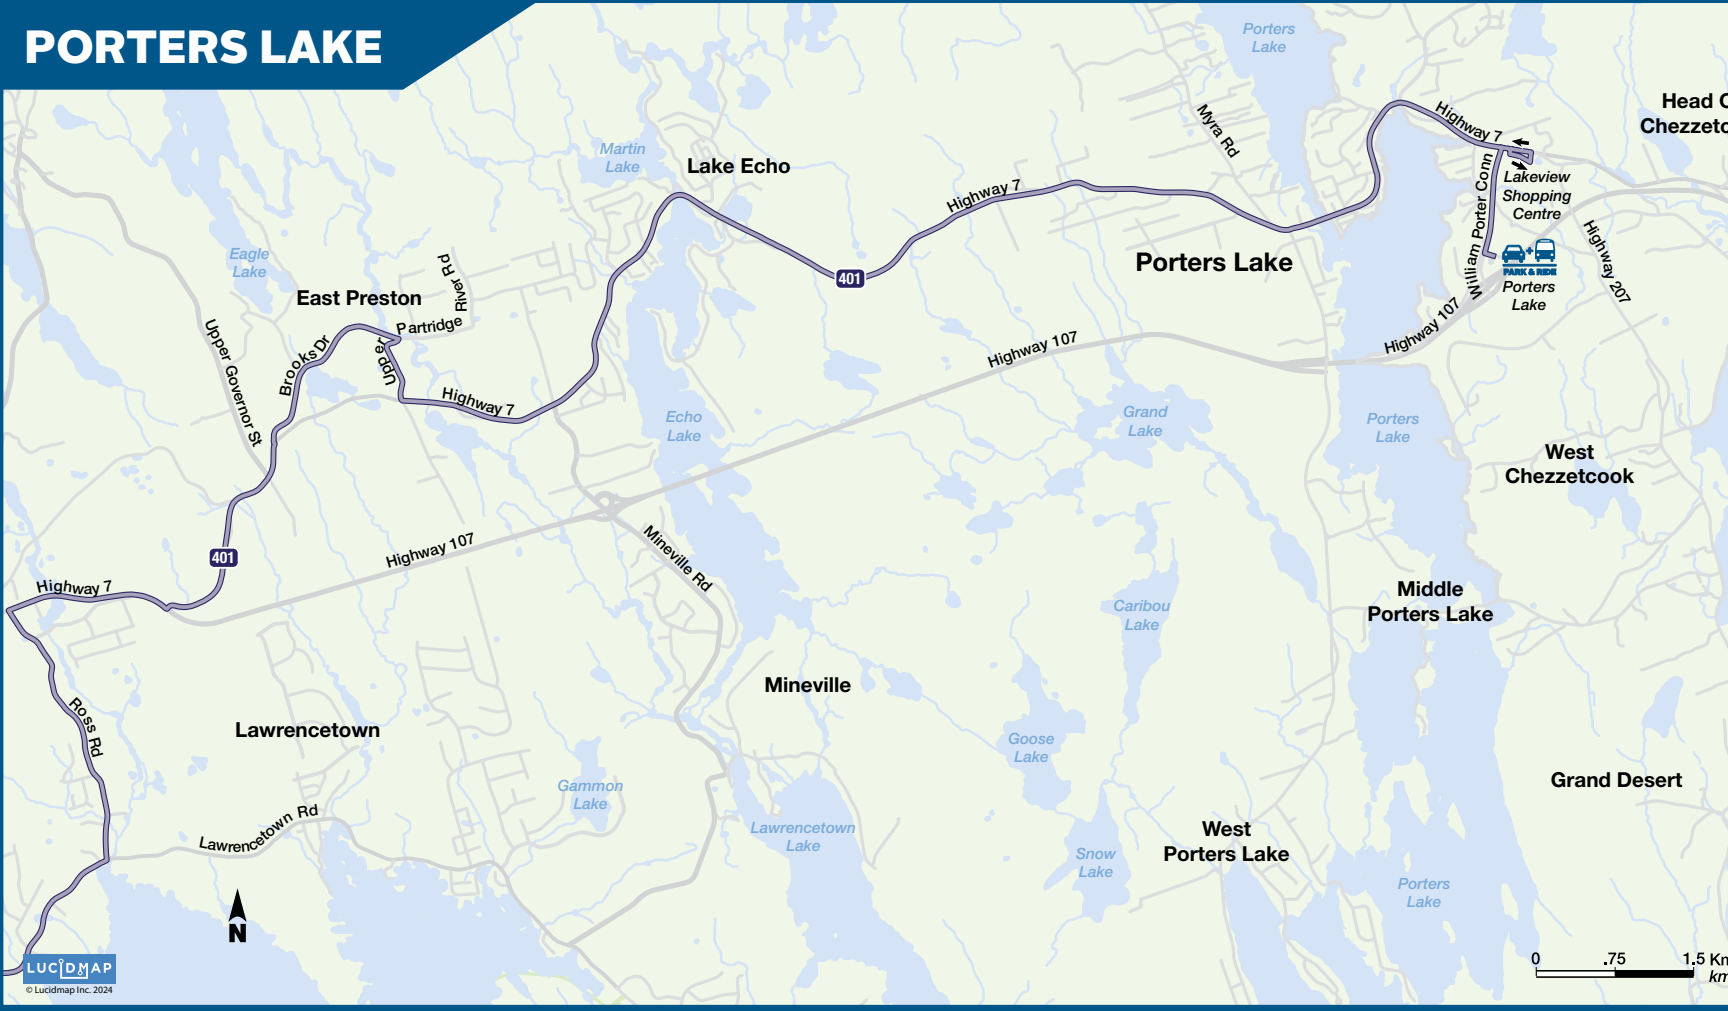 PORTERS LAKE
Porters
Lake
Head
Highway 7
Myra Rd
Martin
Lake
Lake Echo
Lakeview
Shopping
Centre
William Porter Conn
Highway 7
Highway 207
Eagle
Lake
Porters Lake
PARK & RIDE
Porters
Lake
401
East Preston
Partridge
River Rd
Upper
Brooks Dr
Upper Governor St
Highway 107
Highway 107
Highway 7
Echo
Lake
Grand
Lake
Porters
Lake
West
Chezzetcook
Highway 107
Mineville Rd
401
Highway 7
Caribou
Lake
Middle
Porters Lake
Mineville
Ross Rd
Lawrencetown
Goose
Lake
Grand Desert
Gammon
Lake
Lawrencetown Rd
Lawrencetown
Lake
West
Porters Lake
Snow
Lake
Porters
Lake
N
LUCIDMAP
© Lucidmap Inc. 2024
0 .75 1.5